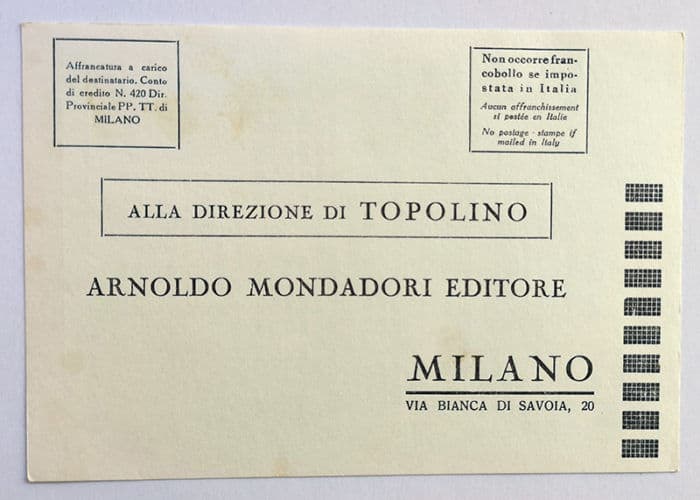 Affrancatura a carico
del destinatario. Conto
di credito N. 420 Dir.
Provinciale PP. TT. di
MILANO
Non occorre fran-
cobollo se impo-
stata in Italia
Aucun affranchissement
si postée en Italie
No postage - stampe if
mailed in Italy
ALLA DIREZIONE DI TOPOLINO
ARNOLDO MONDADORI EDITORE
MILANO
VIA BIANCA DI SAVOIA, 20